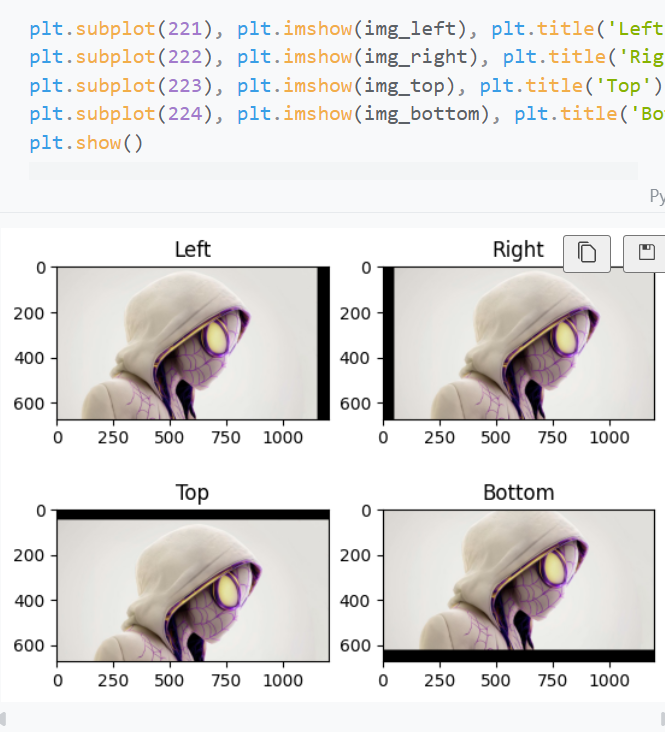 plt.subplot(221), plt.imshow(img_left), plt.title('Left
plt.subplot(222), plt.imshow(img_right), plt.title('Rig
plt.subplot(223), plt.imshow(img_top), plt.title('Top')
plt.subplot(224), plt.imshow(img_bottom), plt.title('Bo
plt.show()
Py
Left Right
0 0
200 200
400 400
600 600
0 250 500 750 1000 0 250 500 750 1000
Top Bottom
0 0
200 200
400 400
600 600
0 250 500 750 1000 0 250 500 750 1000